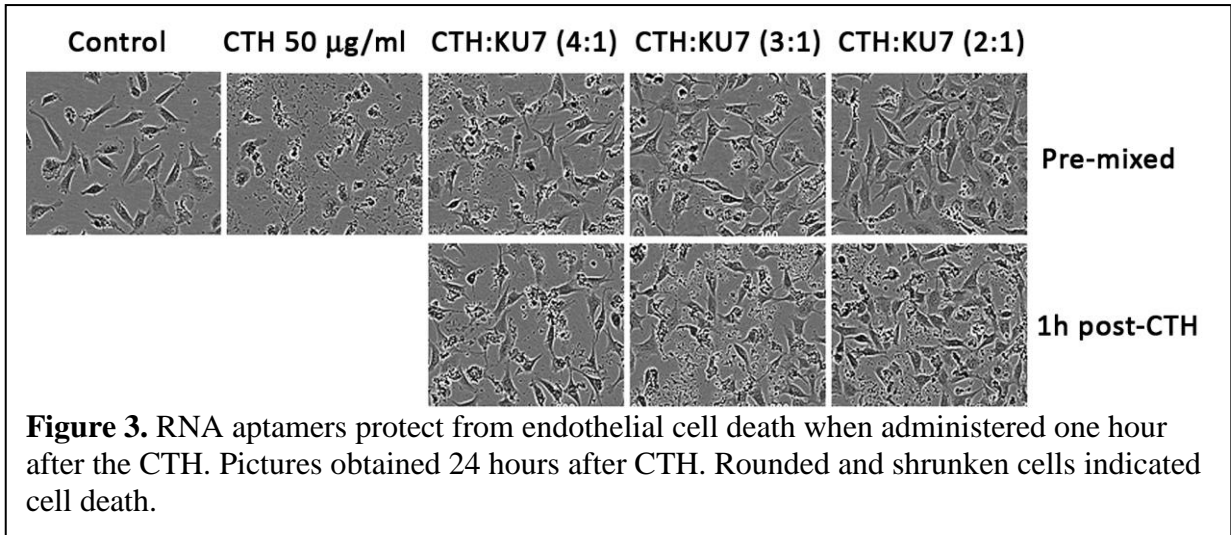 Control CTH 50 µg/ml CTH:KU7 (4:1) CTH:KU7 (3:1) CTH:KU7 (2:1)
Pre-mixed
1h post-CTH
Figure 3. RNA aptamers protect from endothelial cell death when administered one hour
after the CTH. Pictures obtained 24 hours after CTH. Rounded and shrunken cells indicated
cell death.